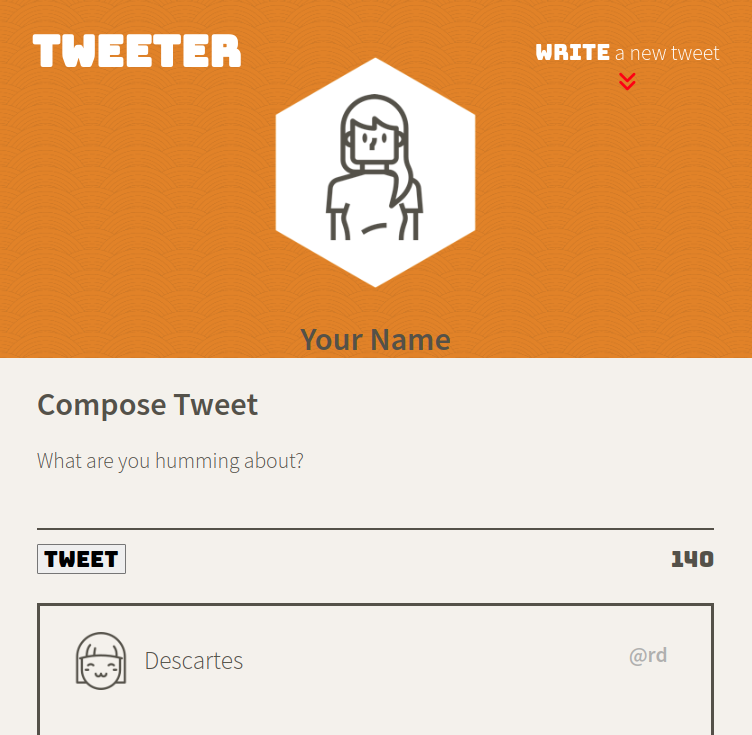 TWEETER
WRITE a new tweet
Your Name
Compose Tweet
What are you humming about?
TWEET
140
Descartes
@rd